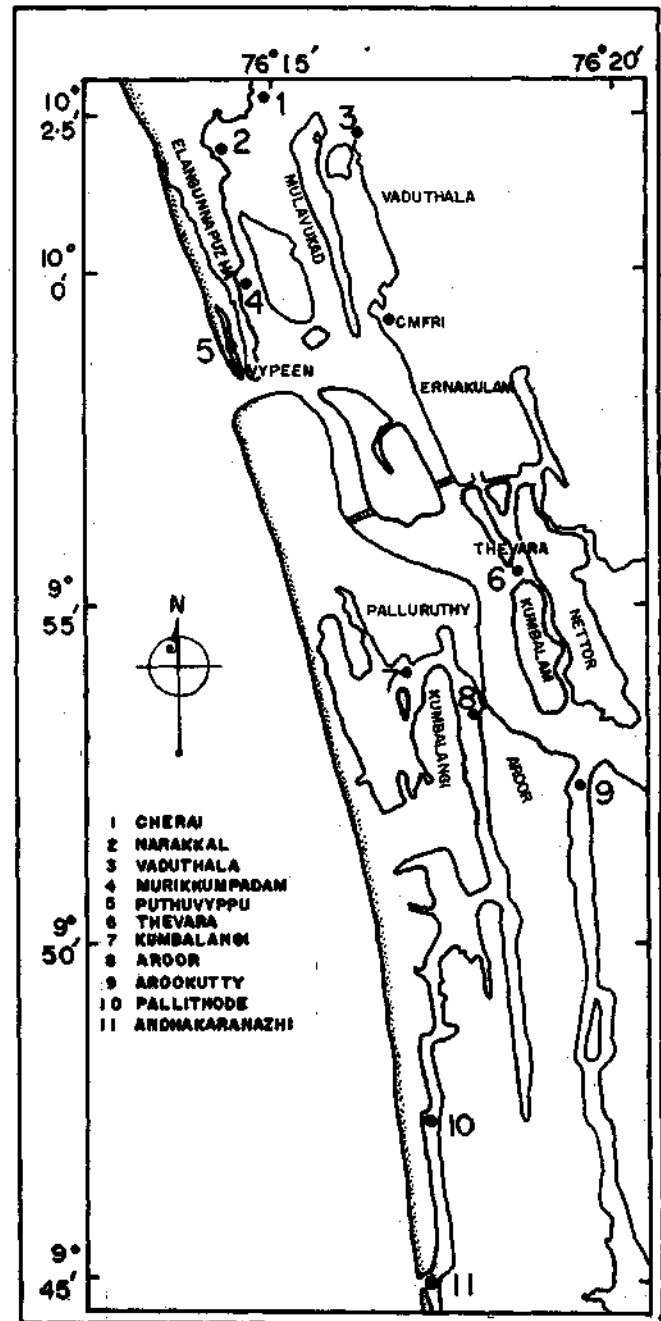 76°15′ 76°20′
10°
2·5′
1
2
3
ELANGUNNAPUZHA
MULAVUKAD
VADUTHALA
10°
0′
4
CMFRI
5
VYPEEN
ERNAKULAM
THEVARA
6
9°
55′
PALLURUTHY
KUMBALAM
NETTOR
N
7
KUMBALANGI
8
AROOR
9
1 CHERAI
2 NARAKKAL
3 VADUTHALA
4 MURIKKUMPADAM
5 PUTHUVYPPU
6 THEVARA
7 KUMBALANGI
8 AROOR
9 AROOKUTTY
10 PALLITHODE
11 ANDHAKARANAZHI
9°
50′
10
9°
45′
11